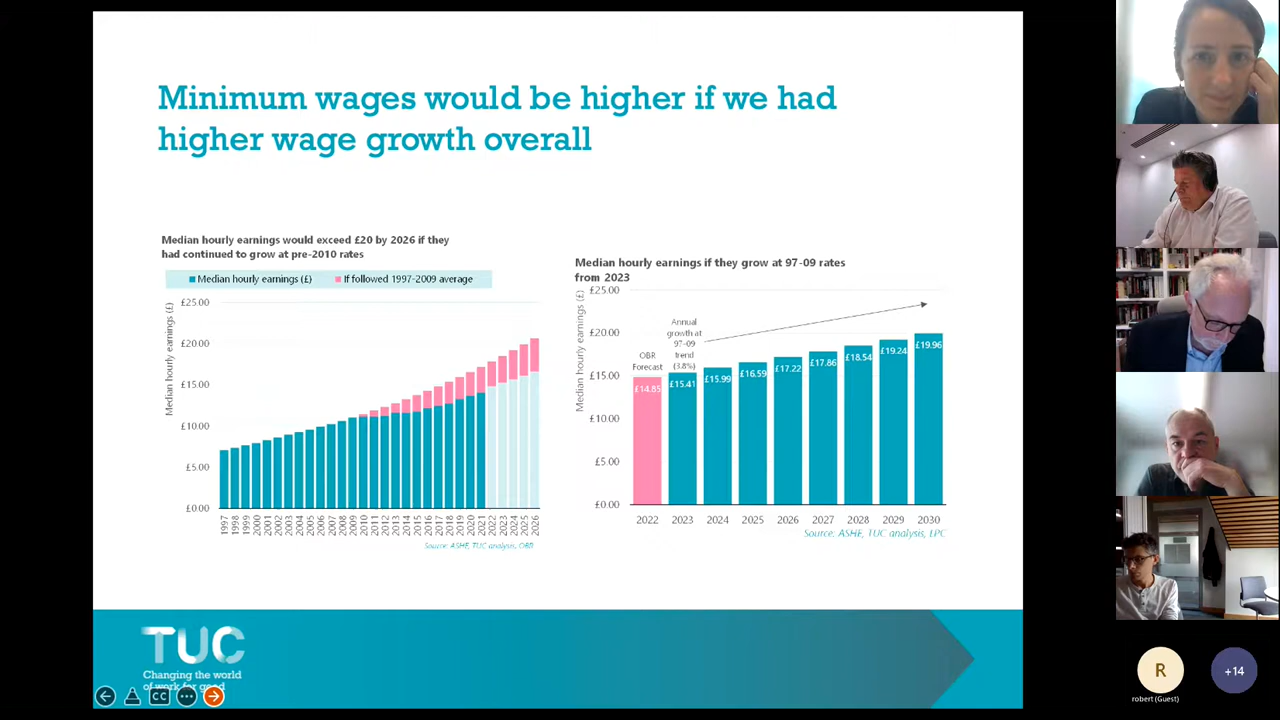 Minimum wages would be higher if we had
higher wage growth overall
Median hourly earnings would exceed £20 by 2026 if they
had continued to grow at pre-2010 rates
Median hourly earnings (£)
If followed 1997-2009 average
Median hourly earnings (£)
£25.00
£20.00
£15.00
£10.00
£5.00
£0.00
1997
1998
1999
2000
2001
2002
2003
2004
2005
2006
2007
2008
2009
2010
2011
2012
2013
2014
2015
2016
2017
2018
2019
2020
2021
2022
2023
2024
2025
2026
Source: ASHE, TUC analysis, OBR
Median hourly earnings if they grow at 97-09 rates
from 2023
Median hourly earnings (£)
£25.00
£20.00
£15.00
£10.00
£5.00
£0.00
OBR
Forecast
Annual
growth at
97-09
trend
(3.8%)
£14.85
£15.41
£15.99
£16.59
£17.22
£17.86
£18.54
£19.24
£19.96
2022
2023
2024
2025
2026
2027
2028
2029
2030
Source: ASHE, TUC analysis, LPC
TUC
Changing the world
of work for good
CC
R
robert (Guest)
+14